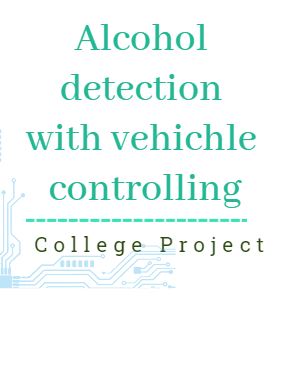 Alcohol
detection
with vehichle
controlling
College Project